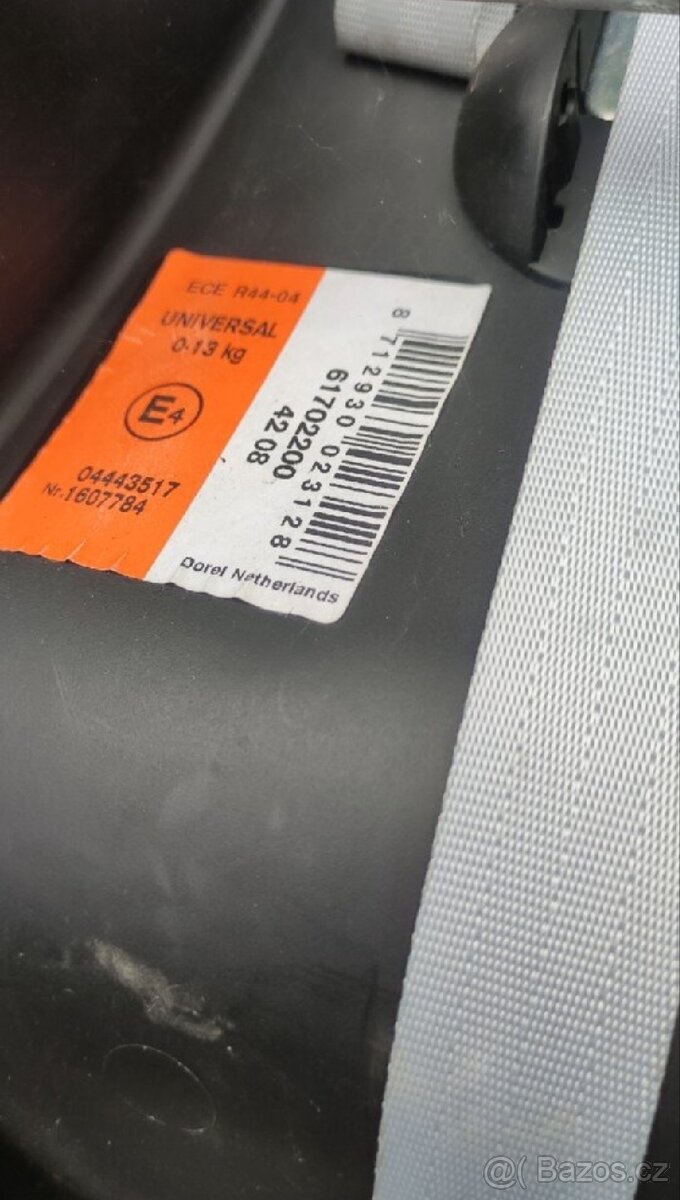 ECE R44-04
UNIVERSAL
0-13 kg
E4
04443517
Nr.1607784
61702200
42 08
8 712930 023128
Dorel Netherlands
@( Bazos.cz